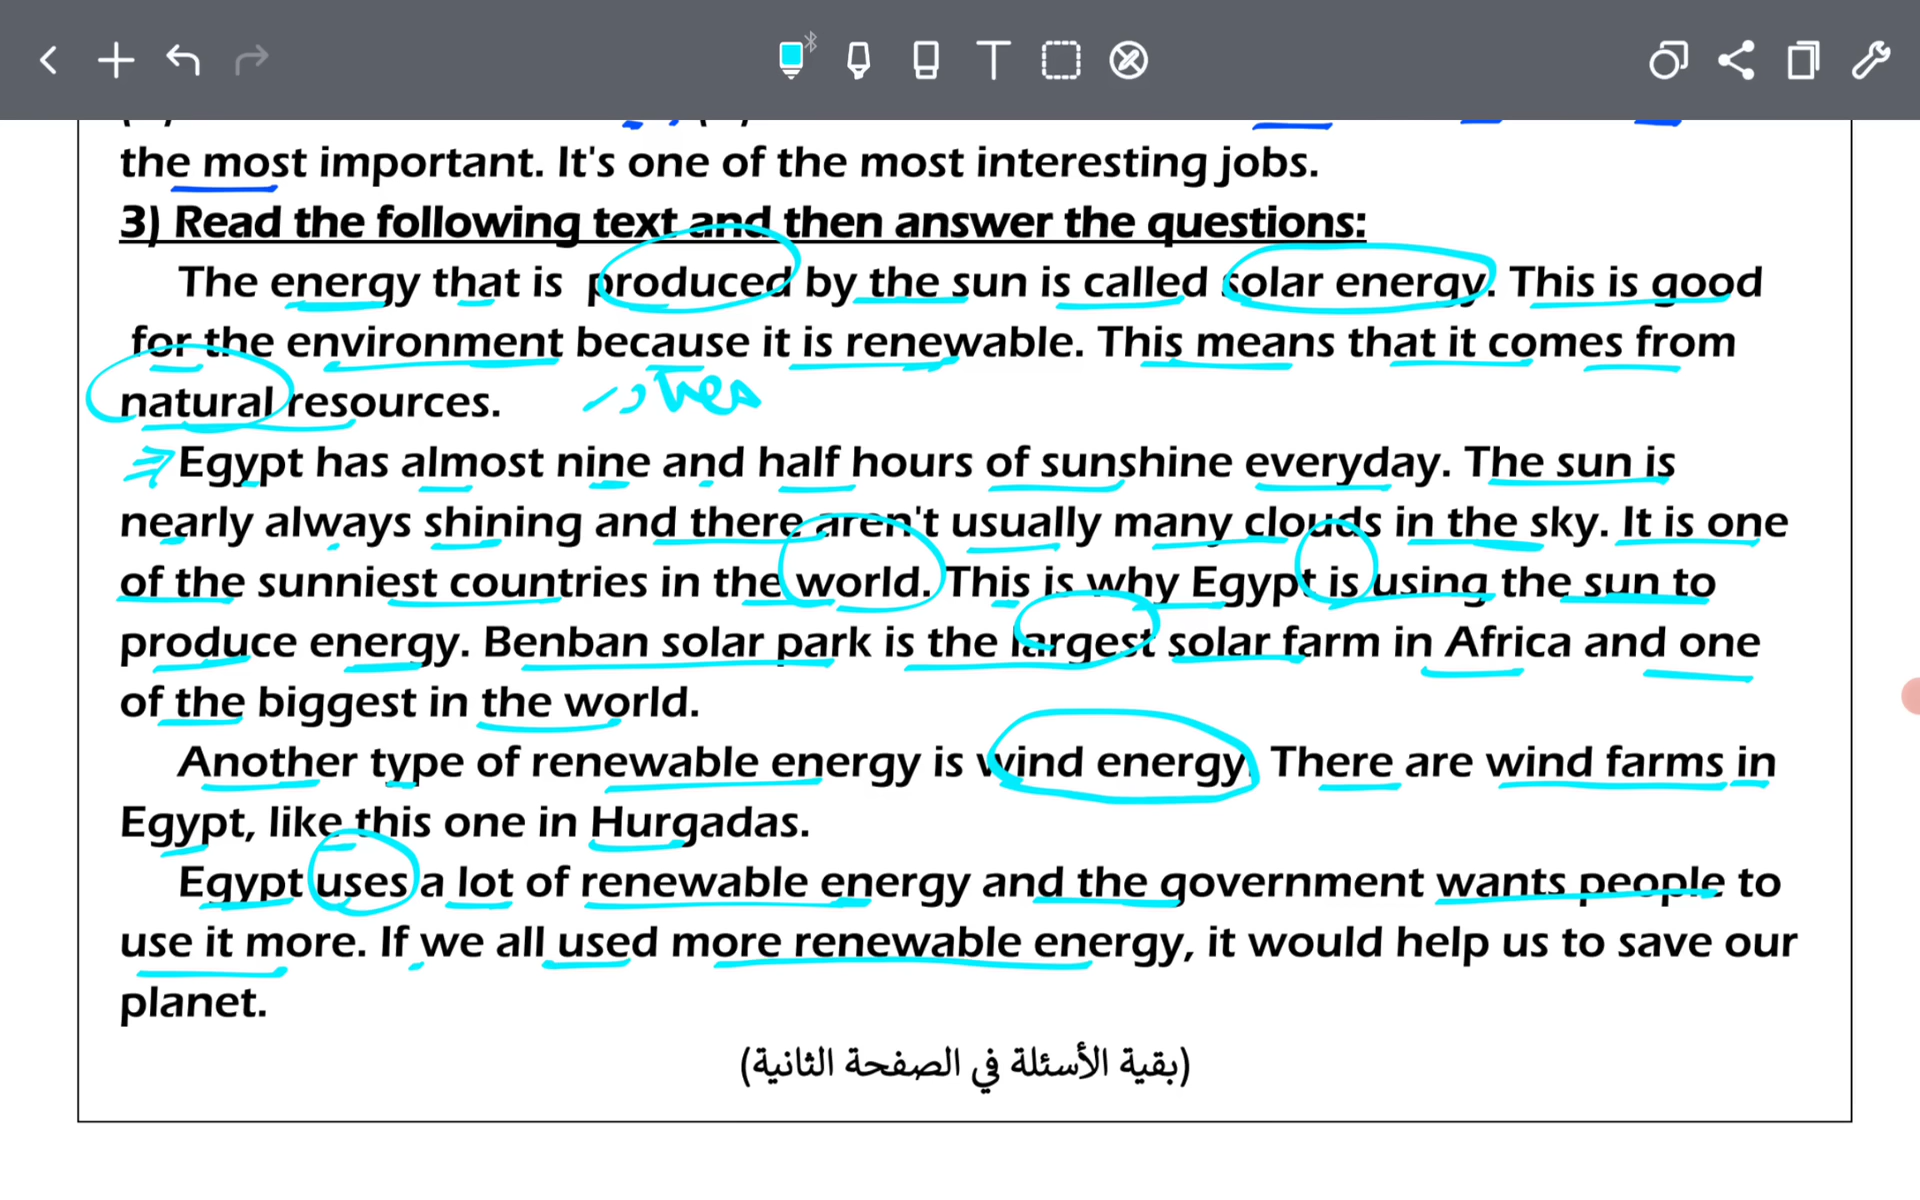 the most important. It's one of the most interesting jobs.
3) Read the following text and then answer the questions:
The energy that is produced by the sun is called solar energy. This is good
for the environment because it is renewable. This means that it comes from
natural resources.
Egypt has almost nine and half hours of sunshine everyday. The sun is
nearly always shining and there aren't usually many clouds in the sky. It is one
of the sunniest countries in the world. This is why Egypt is using the sun to
produce energy. Benban solar park is the largest solar farm in Africa and one
of the biggest in the world.
Another type of renewable energy is wind energy. There are wind farms in
Egypt, like this one in Hurgadas.
Egypt uses a lot of renewable energy and the government wants people to
use it more. If we all used more renewable energy, it would help us to save our
planet.
(بقية الأسئلة في الصفحة الثانية)